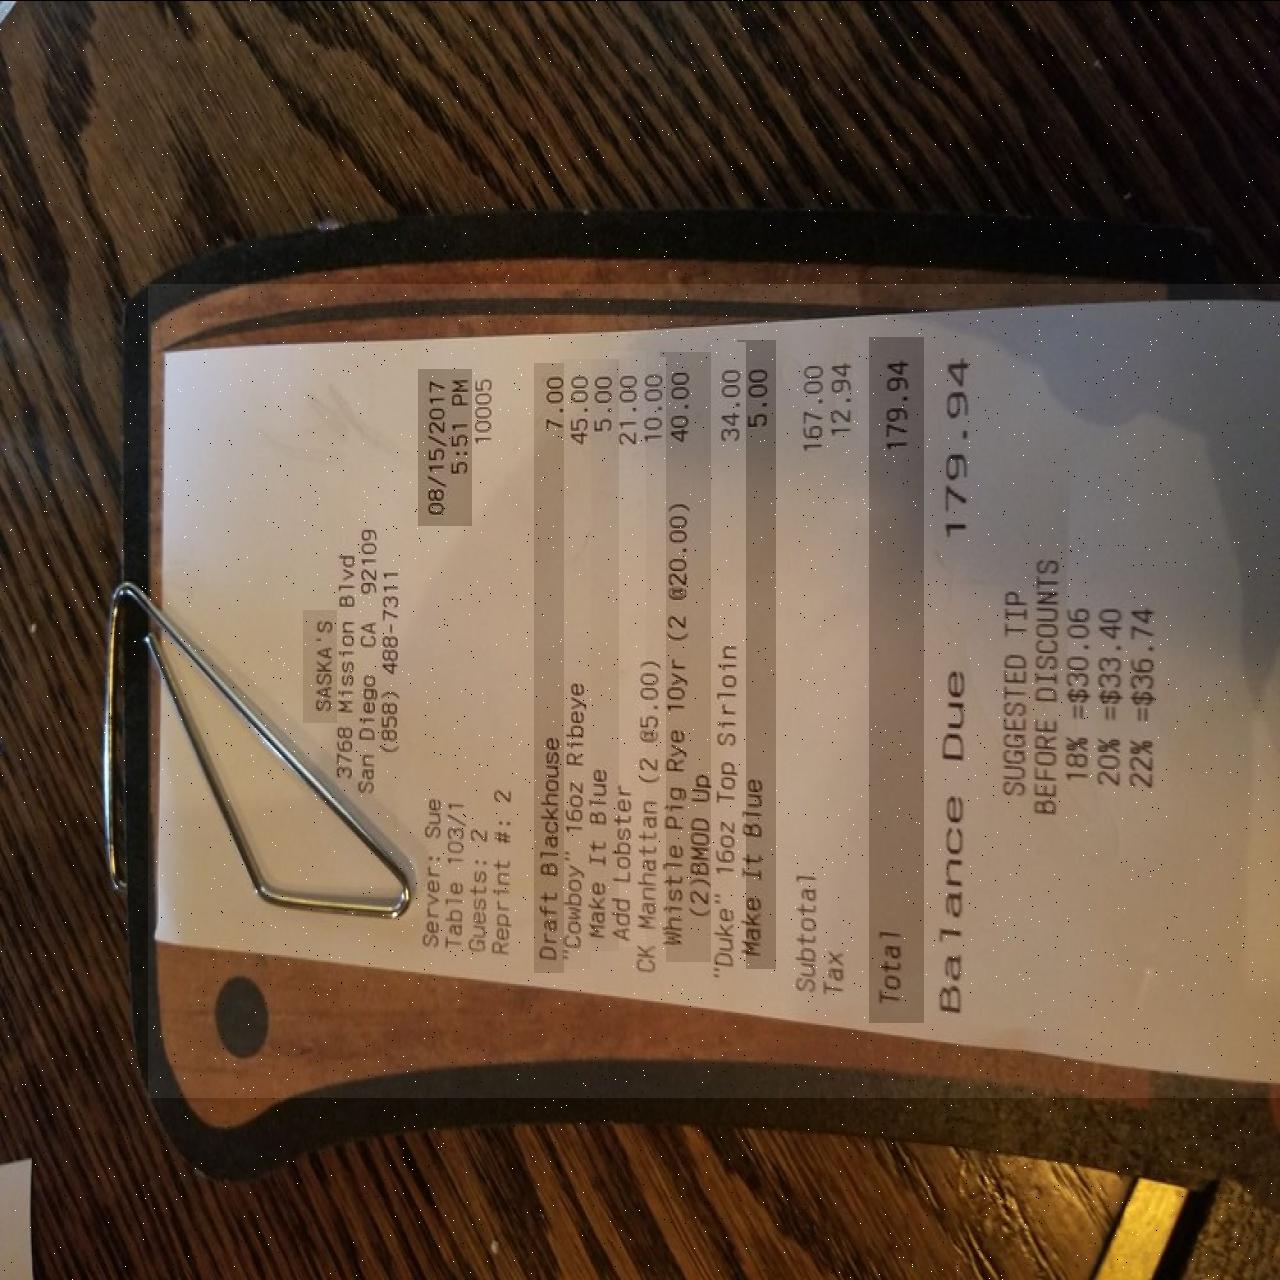 SASKA'S
3768 Mission Blvd
San Diego CA 92109
(858) 488-7311
Server: Sue 08/15/2017
Table 103/1 5:51 PM
Guests: 2 10005
Reprint #: 2
Draft Blackhouse 7.00
"Cowboy" 16oz Ribeye 45.00
Make It Blue 5.00
Add Lobster 21.00
CK Manhattan (2 @5.00) 10.00
Whistle Pig Rye 10yr (2 @20.00) 40.00
(2)BMOD Up
"Duke" 16oz Top Sirloin 34.00
Make It Blue 5.00
Subtotal 167.00
Tax 12.94
Total 179.94
Balance Due 179.94
SUGGESTED TIP
BEFORE DISCOUNTS
18% =$30.06
20% =$33.40
22% =$36.74